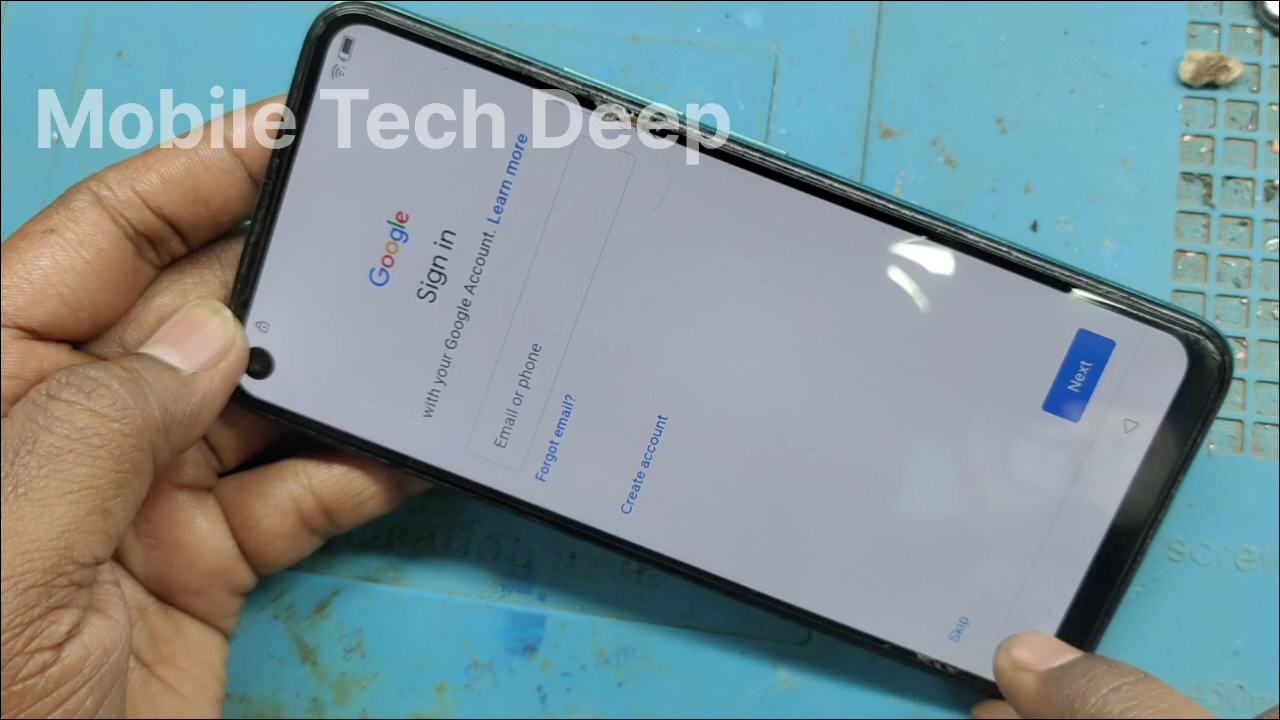 Mobile Tech Deep
Google
Sign in
with your Google Account. Learn more
Email or phone
Forgot email?
Create account
Next
Skip
screw